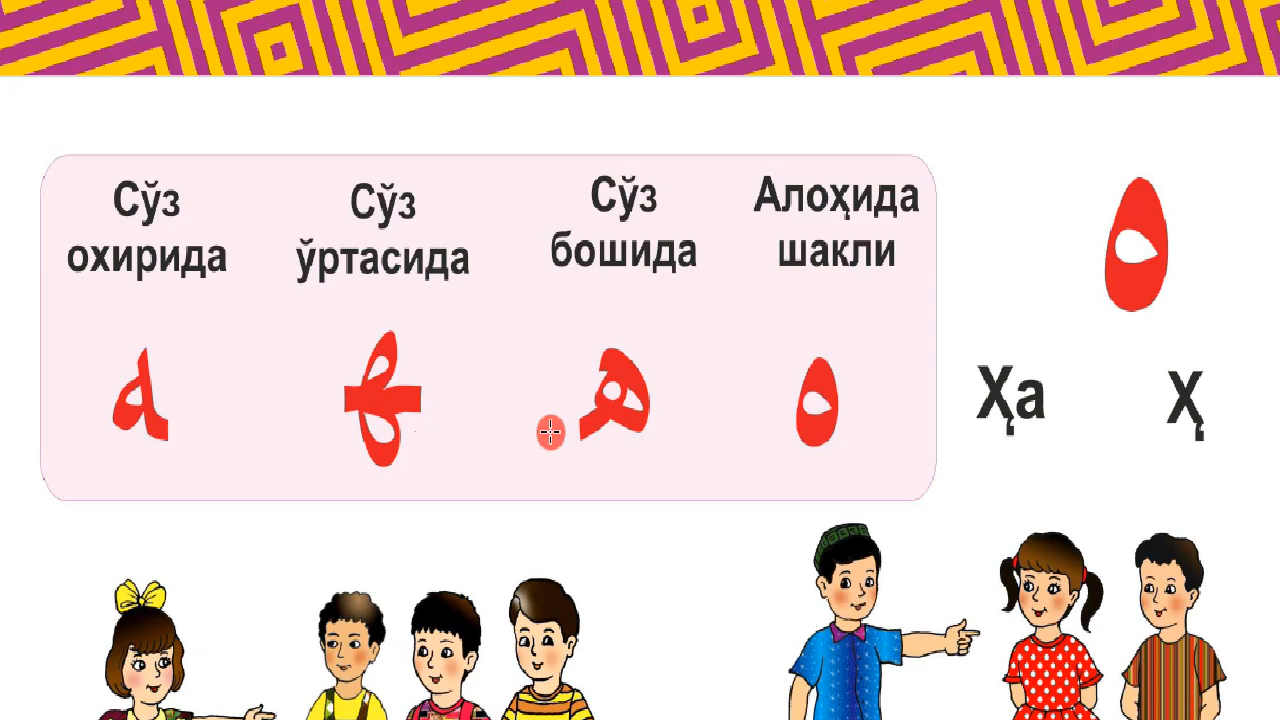 Сўз
охирида
Сўз
ўртасида
Сўз
бошида
Алоҳида
шакли
ـه
ـهـ
هـ
ه
ه
Ҳа
Ҳ